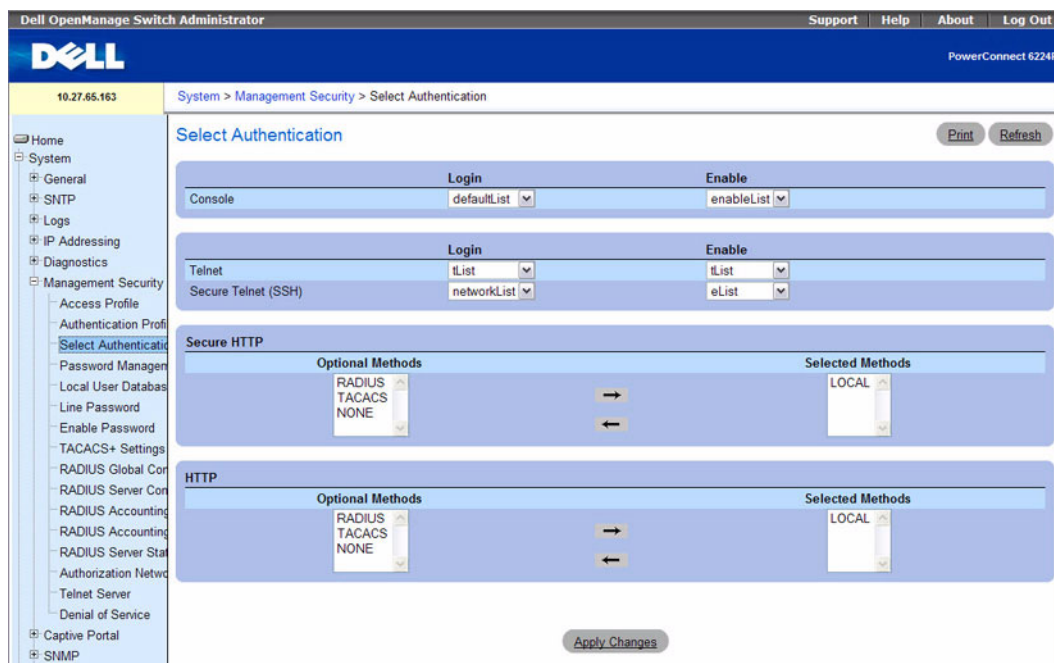 Dell OpenManage Switch Administrator
Support Help About Log Out
DELL
PowerConnect 6224
10.27.65.163
System > Management Security > Select Authentication
Home
System
General
SNTP
Logs
IP Addressing
Diagnostics
Management Security
Access Profile
Authentication Profi
Select Authenticatio
Password Managem
Local User Databas
Line Password
Enable Password
TACACS+ Settings
RADIUS Global Con
RADIUS Server Con
RADIUS Accounting
RADIUS Accounting
RADIUS Server Stat
Authorization Netwo
Telnet Server
Denial of Service
Captive Portal
SNMP
Select Authentication
Print Refresh
Login Enable
Console defaultList enableList
Login Enable
Telnet tList tList
Secure Telnet (SSH) networkList eList
Secure HTTP
Optional Methods Selected Methods
RADIUS LOCAL
TACACS
NONE
HTTP
Optional Methods Selected Methods
RADIUS LOCAL
TACACS
NONE
Apply Changes